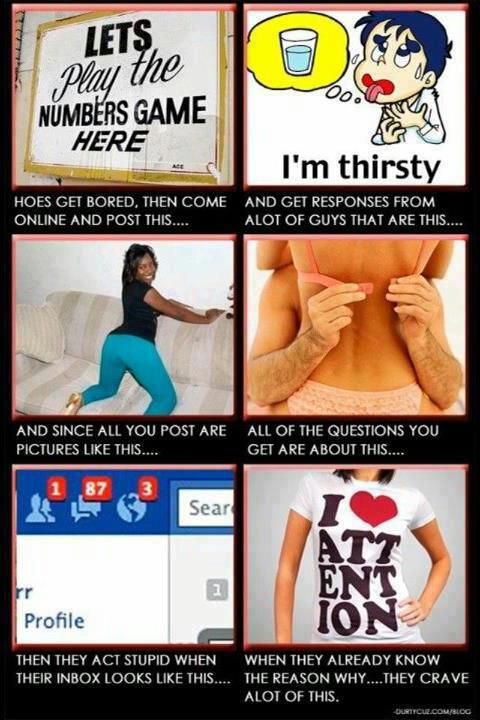 LETS
Play the
NUMBERS GAME
HERE
ACE
I'm thirsty
HOES GET BORED, THEN COME
ONLINE AND POST THIS....
AND GET RESPONSES FROM
ALOT OF GUYS THAT ARE THIS....
AND SINCE ALL YOU POST ARE
PICTURES LIKE THIS....
ALL OF THE QUESTIONS YOU
GET ARE ABOUT THIS....
1
87
3
Sear
1
rr
Profile
I
ATT
ENT
ION
THEN THEY ACT STUPID WHEN
THEIR INBOX LOOKS LIKE THIS....
WHEN THEY ALREADY KNOW
THE REASON WHY....THEY CRAVE
ALOT OF THIS.
-DURTYCUZ.COM/BLOG